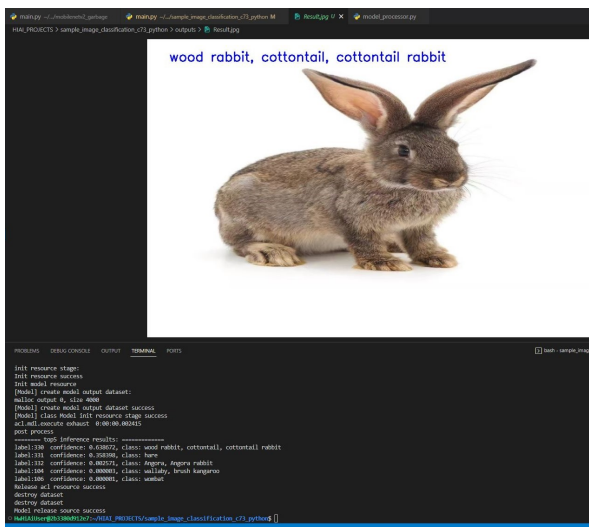 main.py ~/.../mobilenetv2_garbage main.py ~/.../sample_image_classification_c73_python M Result.jpg U model_processor.py
HIAI_PROJECTS > sample_image_classification_c73_python > outputs > Result.jpg
wood rabbit, cottontail, cottontail rabbit
PROBLEMS DEBUG CONSOLE OUTPUT TERMINAL PORTS bash - sample_imag
init resource stage:
Init resource success
Init model resource
[Model] create model output dataset:
malloc output 0, size 4000
[Model] create model output dataset success
[Model] class Model init resource stage success
acl.mdl.execute exhaust 0:00:00.002415
post process
======== top5 inference results: =============
label:330 confidence: 0.638672, class: wood rabbit, cottontail, cottontail rabbit
label:331 confidence: 0.358398, class: hare
label:332 confidence: 0.002571, class: Angora, Angora rabbit
label:104 confidence: 0.000003, class: wallaby, brush kangaroo
label:106 confidence: 0.000001, class: wombat
Release acl resource success
destroy dataset
destroy dataset
Model release source success
HwHiAiUser@2b3380d912e7:~/HIAI_PROJECTS/sample_image_classification_c73_python$